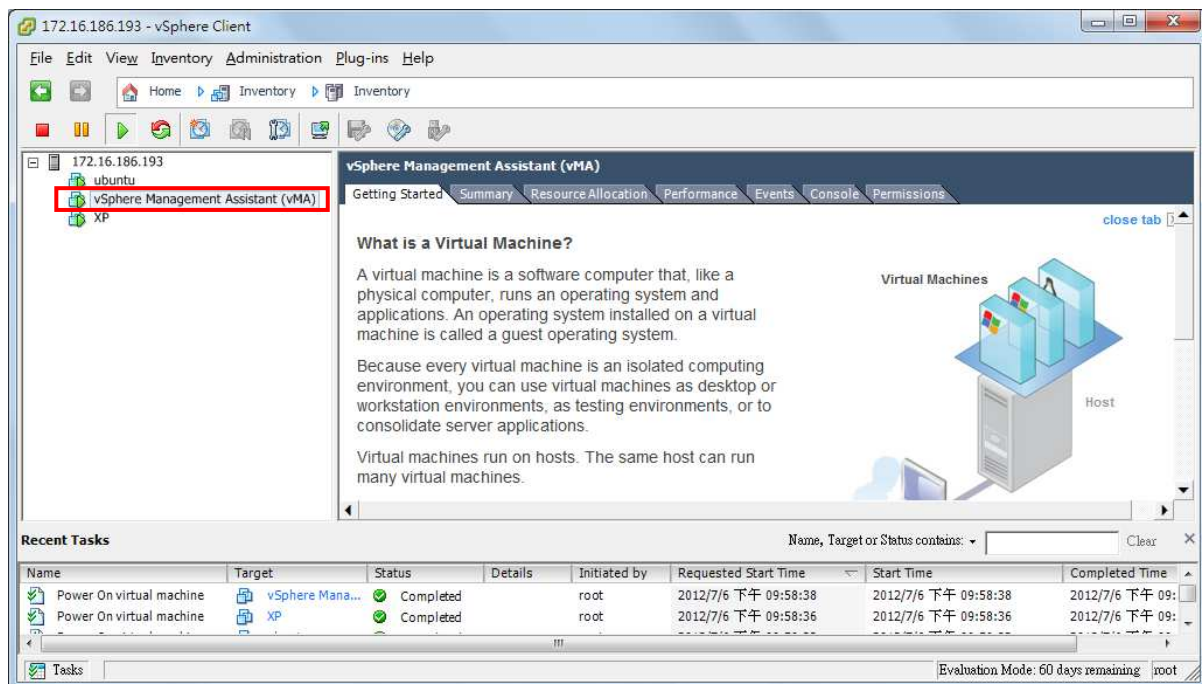 172.16.186.193 - vSphere Client
File Edit View Inventory Administration Plug-ins Help
Home Inventory Inventory
172.16.186.193
ubuntu
vSphere Management Assistant (vMA)
XP
vSphere Management Assistant (vMA)
Getting Started Summary Resource Allocation Performance Events Console Permissions
close tab
What is a Virtual Machine?
A virtual machine is a software computer that, like a
physical computer, runs an operating system and
applications. An operating system installed on a virtual
machine is called a guest operating system.
Because every virtual machine is an isolated computing
environment, you can use virtual machines as desktop or
workstation environments, as testing environments, or to
consolidate server applications.
Virtual machines run on hosts. The same host can run
many virtual machines.
Virtual Machines
Host
Recent Tasks
Name, Target or Status contains: Clear
Name Target Status Details Initiated by Requested Start Time Start Time Completed Time
Power On virtual machine vSphere Mana... Completed root 2012/7/6 下午 09:58:38 2012/7/6 下午 09:58:38 2012/7/6 下午 09:
Power On virtual machine XP Completed root 2012/7/6 下午 09:58:36 2012/7/6 下午 09:58:36 2012/7/6 下午 09:
Tasks Evaluation Mode: 60 days remaining root